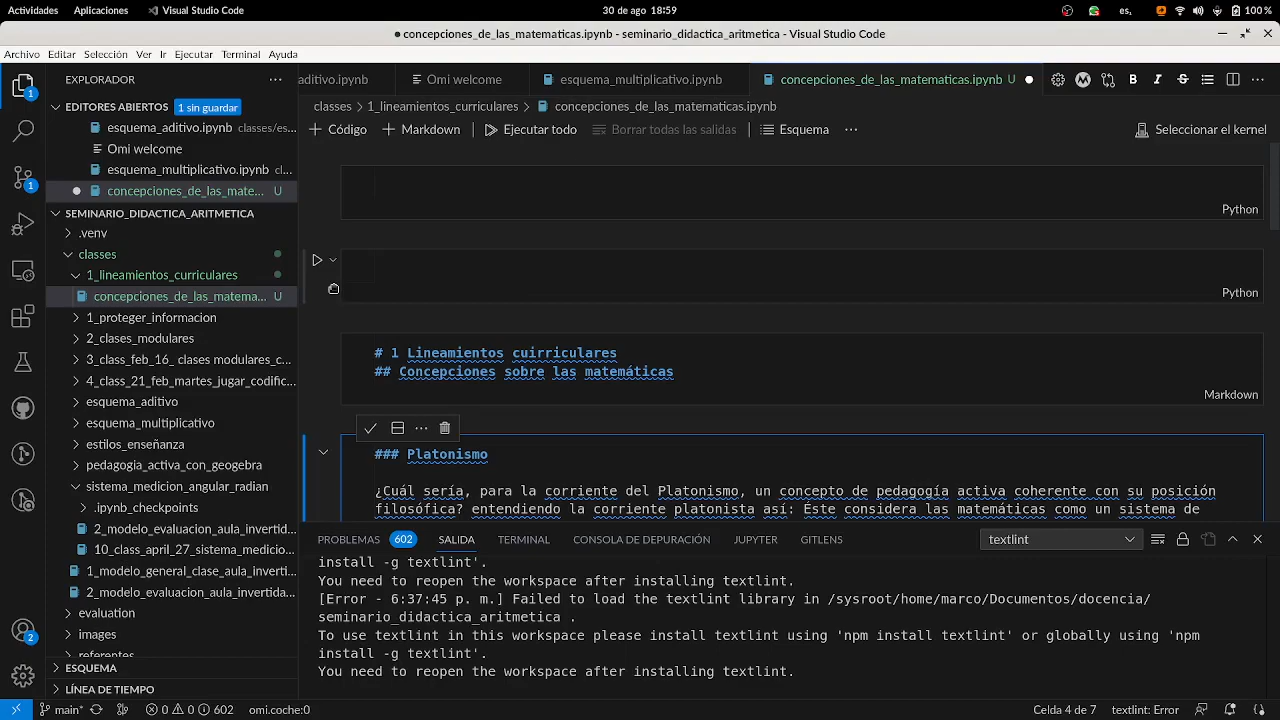 Actividades Aplicaciones Visual Studio Code 30 de ago 18:59 es, 100 %
● concepciones_de_las_matematicas.ipynb - seminario_didactica_aritmetica - Visual Studio Code
Archivo Editar Selección Ver Ir Ejecutar Terminal Ayuda
EXPLORADOR ···
aditivo.ipynb Omi welcome esquema_multiplicativo.ipynb concepciones_de_las_matematicas.ipynb U
EDITORES ABIERTOS 1 sin guardar
esquema_aditivo.ipynb classes/es...
Omi welcome
esquema_multiplicativo.ipynb cl...
concepciones_de_las_mate... U
SEMINARIO_DIDACTICA_ARITMETICA
.venv
classes
1_lineamientos_curriculares
concepciones_de_las_matema... U
1_proteger_informacion
2_clases_modulares
3_class_feb_16_ clases modulares_c...
4_class_21_feb_martes_jugar_codific...
esquema_aditivo
esquema_multiplicativo
estilos_enseñanza
pedagogia_activa_con_geogebra
sistema_medicion_angular_radian
.ipynb_checkpoints
2_modelo_evaluacion_aula_invertid...
10_class_april_27_sistema_medicio...
1_modelo_general_clase_aula_inverti...
2_modelo_evaluacion_aula_invertida...
evaluation
images
referentes
ESQUEMA
LÍNEA DE TIEMPO
1
1
2
classes > 1_lineamientos_curriculares > concepciones_de_las_matematicas.ipynb
+ Código + Markdown Ejecutar todo Borrar todas las salidas Esquema ··· Seleccionar el kernel
Python
Python
# 1 Lineamientos cuirriculares
## Concepciones sobre las matemáticas
Markdown
### Platonismo
¿Cuál sería, para la corriente del Platonismo, un concepto de pedagogía activa coherente con su posición
filosófica? entendiendo la corriente platonista así: Éste considera las matemáticas como un sistema de
PROBLEMAS 602 SALIDA TERMINAL CONSOLA DE DEPURACIÓN JUPYTER GITLENS textlint
install -g textlint'.
You need to reopen the workspace after installing textlint.
[Error - 6:37:45 p. m.] Failed to load the textlint library in /sysroot/home/marco/Documentos/docencia/
seminario_didactica_aritmetica .
To use textlint in this workspace please install textlint using 'npm install textlint' or globally using 'npm
install -g textlint'.
You need to reopen the workspace after installing textlint.
main* 0 0 602 omi.coche:0 Celda 4 de 7 textlint: Error